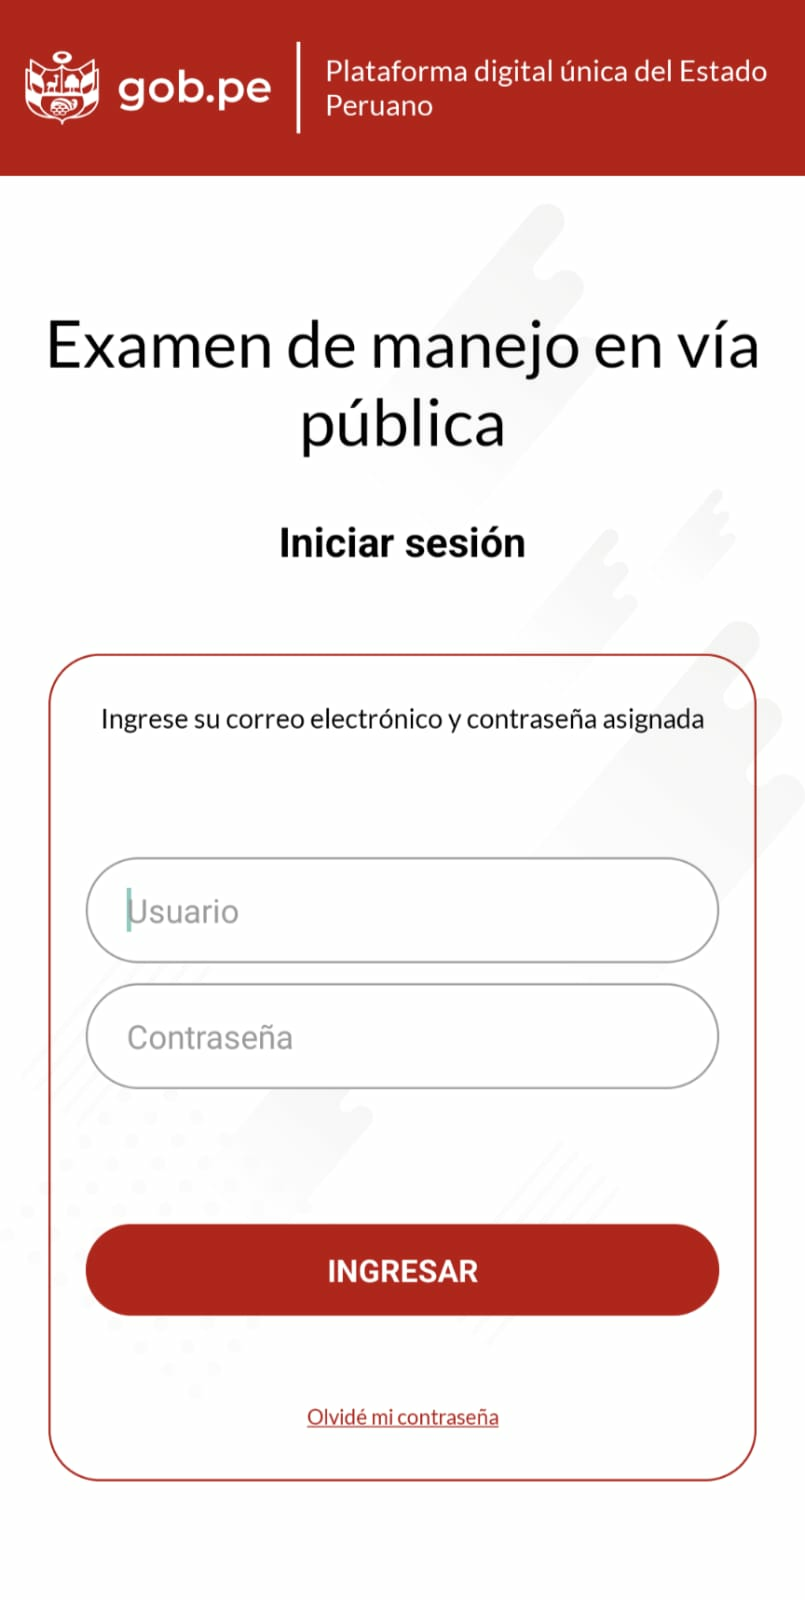 gob.pe
Plataforma digital única del Estado
Peruano
Examen de manejo en vía
pública
Iniciar sesión
Ingrese su correo electrónico y contraseña asignada
Usuario
Contraseña
INGRESAR
Olvidé mi contraseña